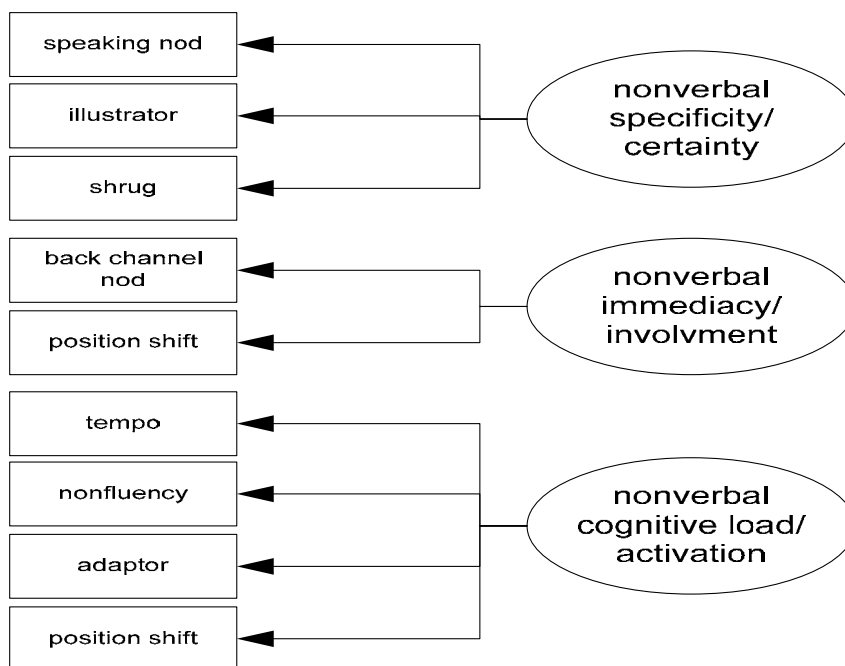 speaking nod
illustrator
shrug
nonverbal
specificity/
certainty
back channel
nod
position shift
nonverbal
immediacy/
involvment
tempo
nonfluency
adaptor
position shift
nonverbal
cognitive load/
activation